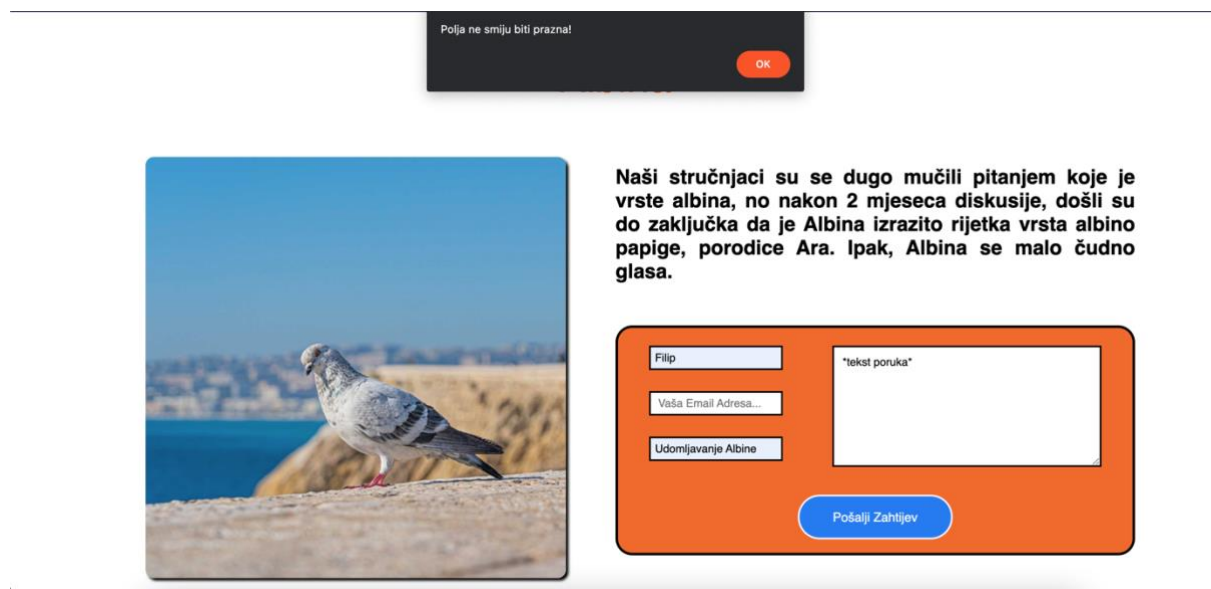 Polja ne smiju biti prazna!
OK
Naši stručnjaci su se dugo mučili pitanjem koje je
vrste albina, no nakon 2 mjeseca diskusije, došli su
do zaključka da je Albina izrazito rijetka vrsta albino
papige, porodice Ara. Ipak, Albina se malo čudno
glasa.
Filip
*tekst poruka*
Vaša Email Adresa...
Udomljavanje Albine
Pošalji Zahtijev